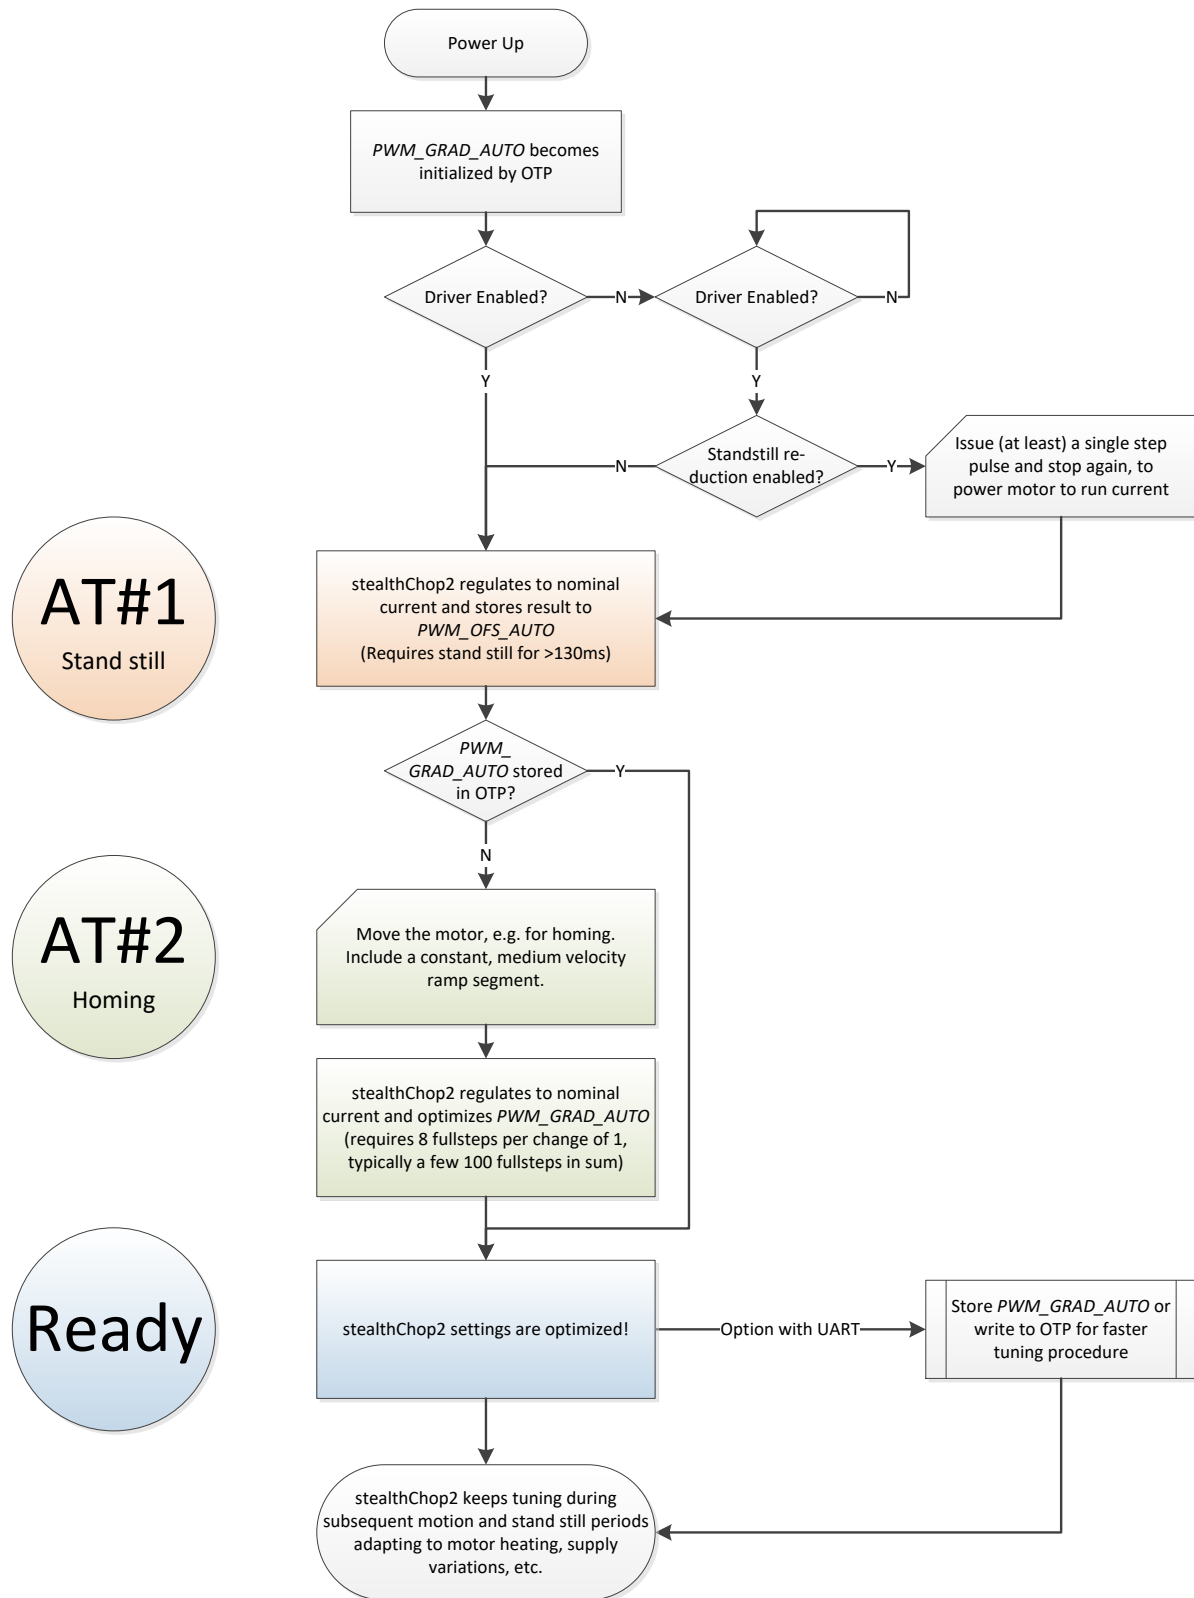 Power Up
PWM_GRAD_AUTO becomes
initialized by OTP
Driver Enabled?
N
Driver Enabled?
N
Y
Y
Standstill re-
duction enabled?
N
Y
Issue (at least) a single step
pulse and stop again, to
power motor to run current
AT#1
Stand still
stealthChop2 regulates to nominal
current and stores result to
PWM_OFS_AUTO
(Requires stand still for >130ms)
PWM_
GRAD_AUTO stored
in OTP?
Y
N
AT#2
Homing
Move the motor, e.g. for homing.
Include a constant, medium velocity
ramp segment.
stealthChop2 regulates to nominal
current and optimizes PWM_GRAD_AUTO
(requires 8 fullsteps per change of 1,
typically a few 100 fullsteps in sum)
Ready
stealthChop2 settings are optimized!
Option with UART
Store PWM_GRAD_AUTO or
write to OTP for faster
tuning procedure
stealthChop2 keeps tuning during
subsequent motion and stand still periods
adapting to motor heating, supply
variations, etc.